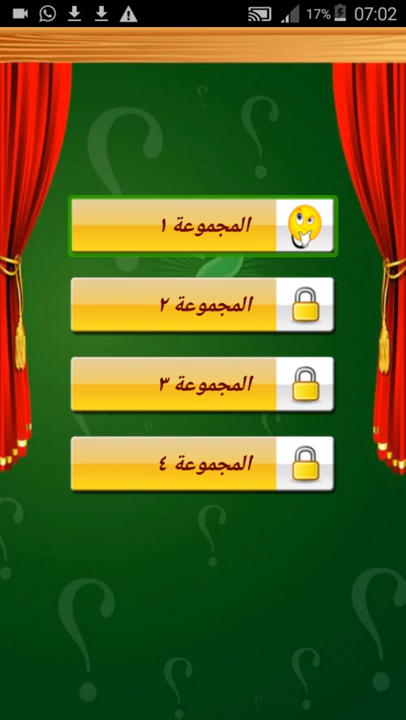 17% 07:02
المجموعة ١
المجموعة ٢
المجموعة ٣
المجموعة ٤